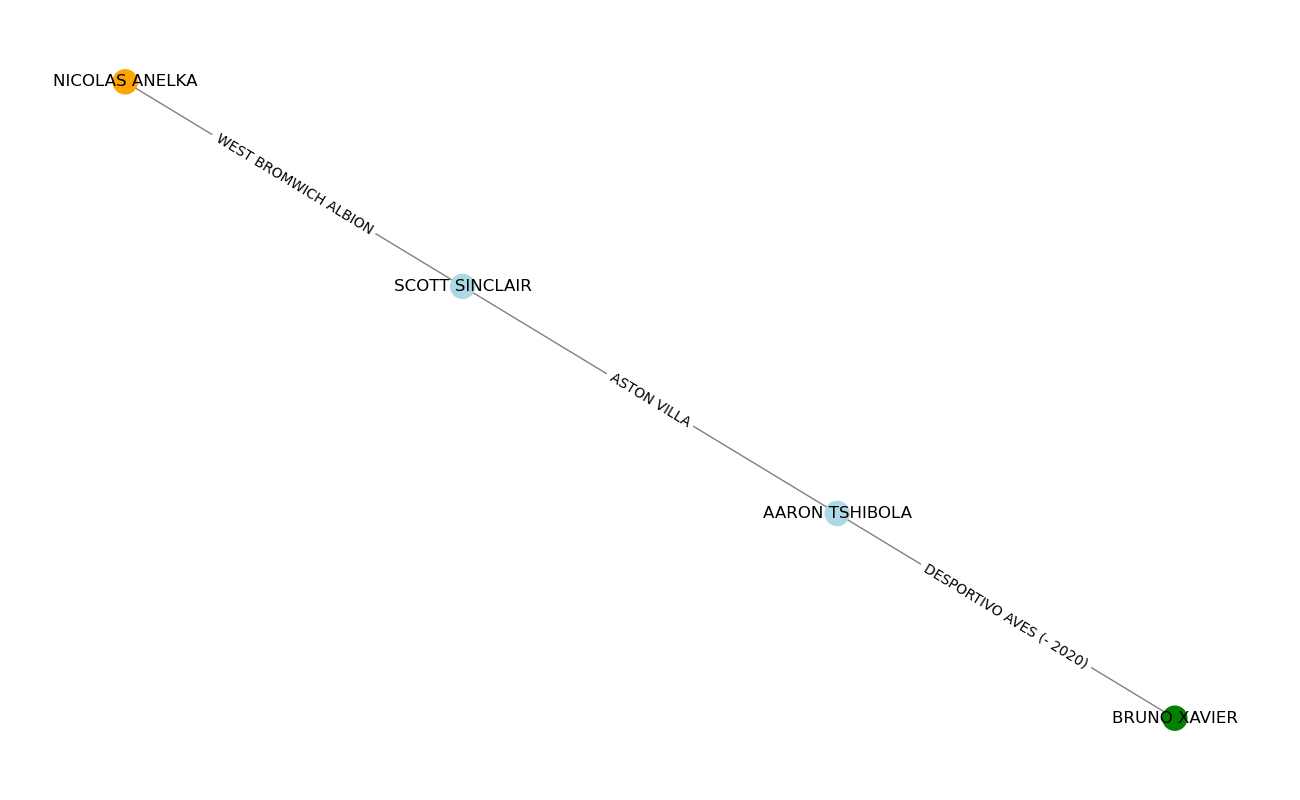 NICOLAS ANELKA
WEST BROMWICH ALBION
SCOTT SINCLAIR
ASTON VILLA
AARON TSHIBOLA
DESPORTIVO AVES (- 2020)
BRUNO XAVIER